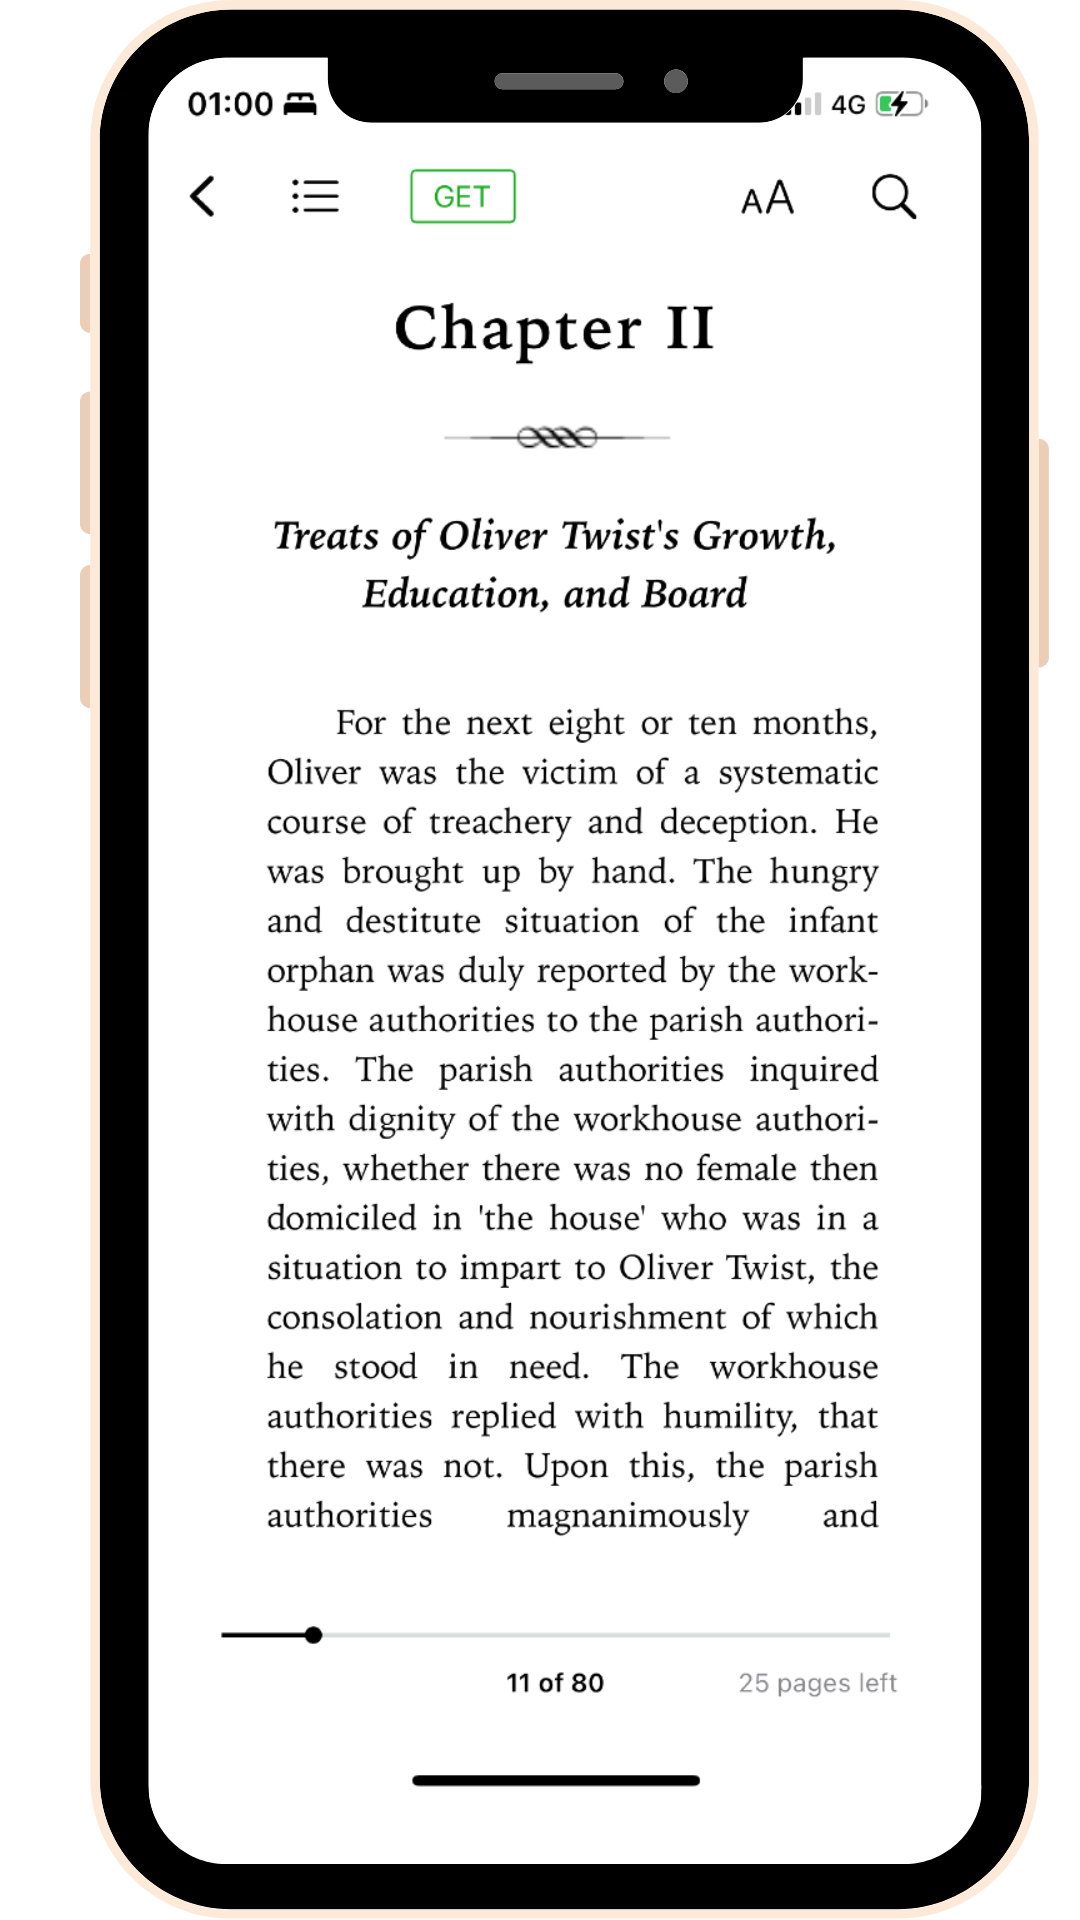 01:00 4G
GET AA
Chapter II
Treats of Oliver Twist's Growth,
Education, and Board
For the next eight or ten months,
Oliver was the victim of a systematic
course of treachery and deception. He
was brought up by hand. The hungry
and destitute situation of the infant
orphan was duly reported by the work-
house authorities to the parish authori-
ties. The parish authorities inquired
with dignity of the workhouse authori-
ties, whether there was no female then
domiciled in 'the house' who was in a
situation to impart to Oliver Twist, the
consolation and nourishment of which
he stood in need. The workhouse
authorities replied with humility, that
there was not. Upon this, the parish
authorities magnanimously and
11 of 80 25 pages left